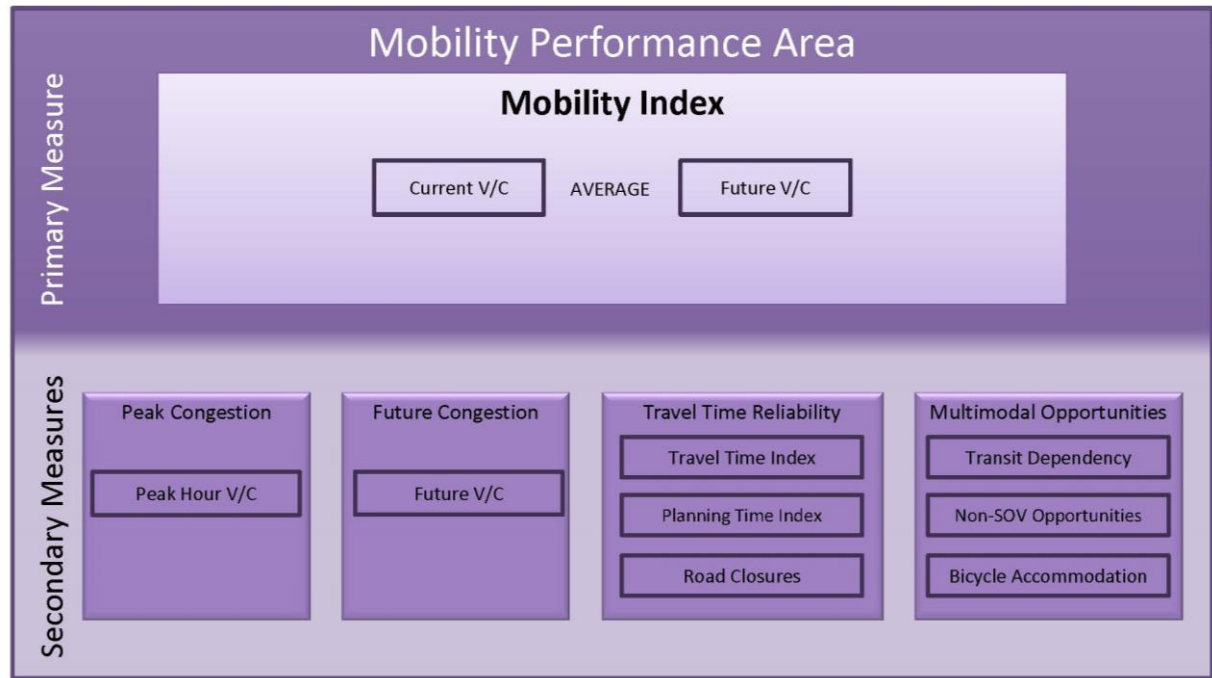 Mobility Performance Area
Primary Measure
Mobility Index
Current V/C
AVERAGE
Future V/C
Secondary Measures
Peak Congestion
Peak Hour V/C
Future Congestion
Future V/C
Travel Time Reliability
Travel Time Index
Planning Time Index
Road Closures
Multimodal Opportunities
Transit Dependency
Non-SOV Opportunities
Bicycle Accommodation